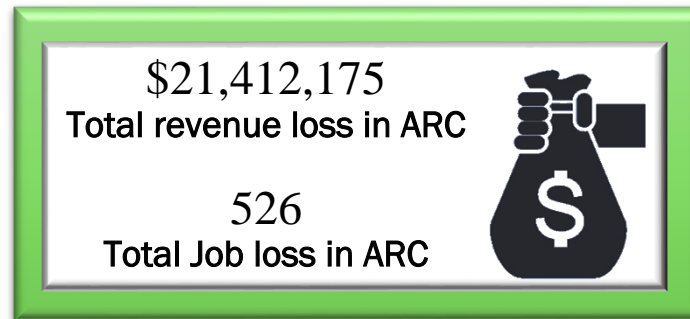 $21,412,175
Total revenue loss in ARC
526
Total Job loss in ARC
$